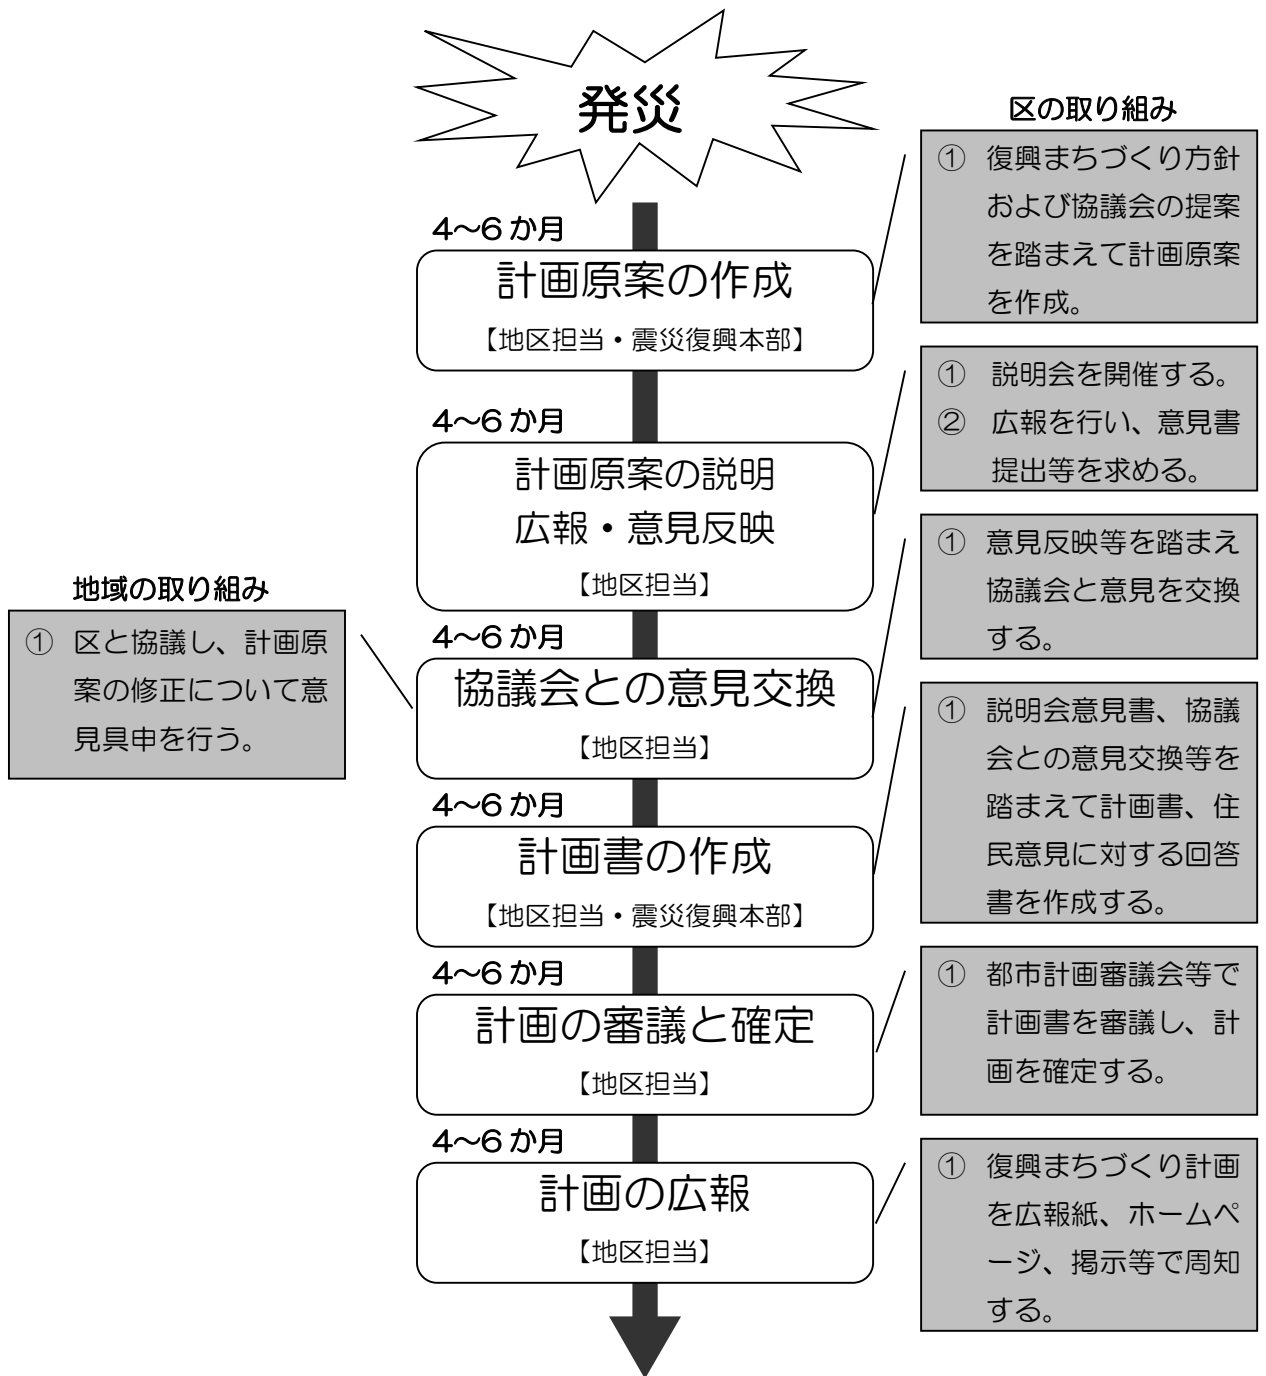 発災
区の取り組み
① 復興まちづくり方針
および協議会の提案
を踏まえて計画原案
を作成。
4～6か月
計画原案の作成
【地区担当・震災復興本部】
① 説明会を開催する。
② 広報を行い、意見書
提出等を求める。
4～6か月
計画原案の説明
広報・意見反映
【地区担当】
① 意見反映等を踏まえ
協議会と意見を交換
する。
地域の取り組み
① 区と協議し、計画原
案の修正について意
見具申を行う。
4～6か月
協議会との意見交換
【地区担当】
① 説明会意見書、協議
会との意見交換等を
踏まえて計画書、住
民意見に対する回答
書を作成する。
4～6か月
計画書の作成
【地区担当・震災復興本部】
① 都市計画審議会等で
計画書を審議し、計
画を確定する。
4～6か月
計画の審議と確定
【地区担当】
① 復興まちづくり計画
を広報紙、ホームペ
ージ、掲示等で周知
する。
4～6か月
計画の広報
【地区担当】